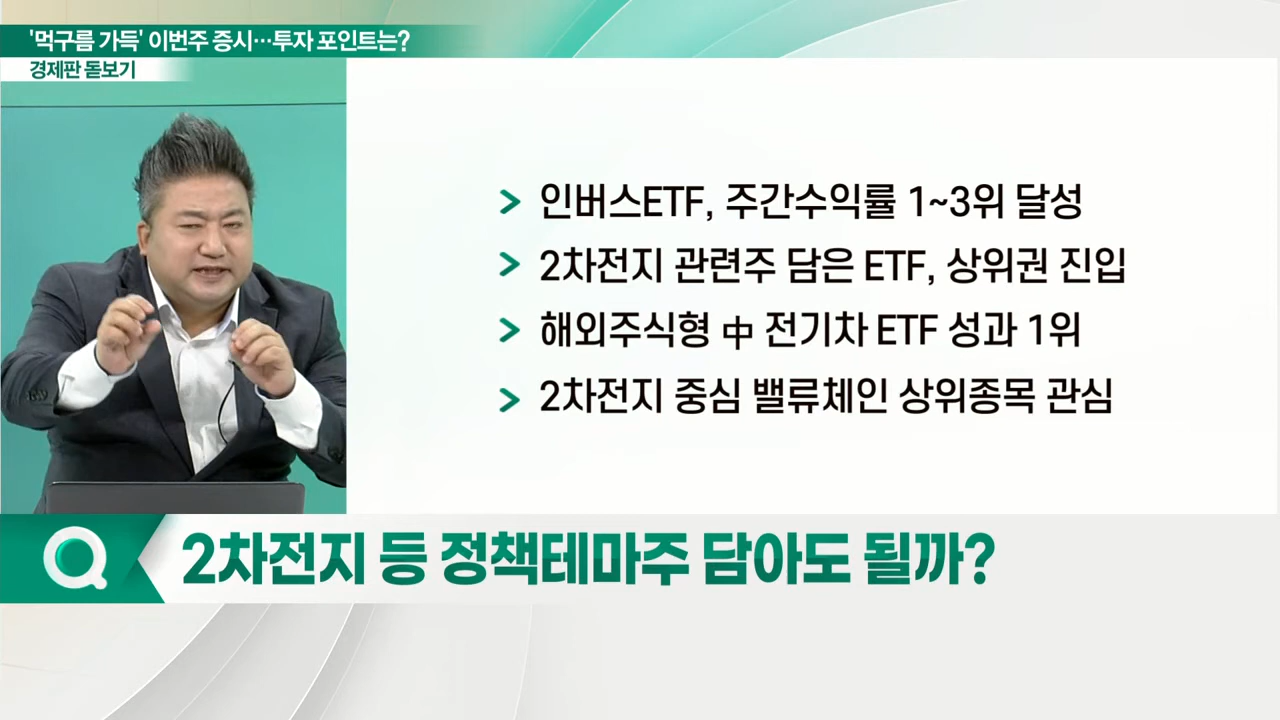 '먹구름 가득' 이번주 증시…투자 포인트는?
경제판 돋보기
> 인버스ETF, 주간수익률 1~3위 달성
> 2차전지 관련주 담은 ETF, 상위권 진입
> 해외주식형 中 전기차 ETF 성과 1위
> 2차전지 중심 밸류체인 상위종목 관심
Q 2차전지 등 정책테마주 담아도 될까?